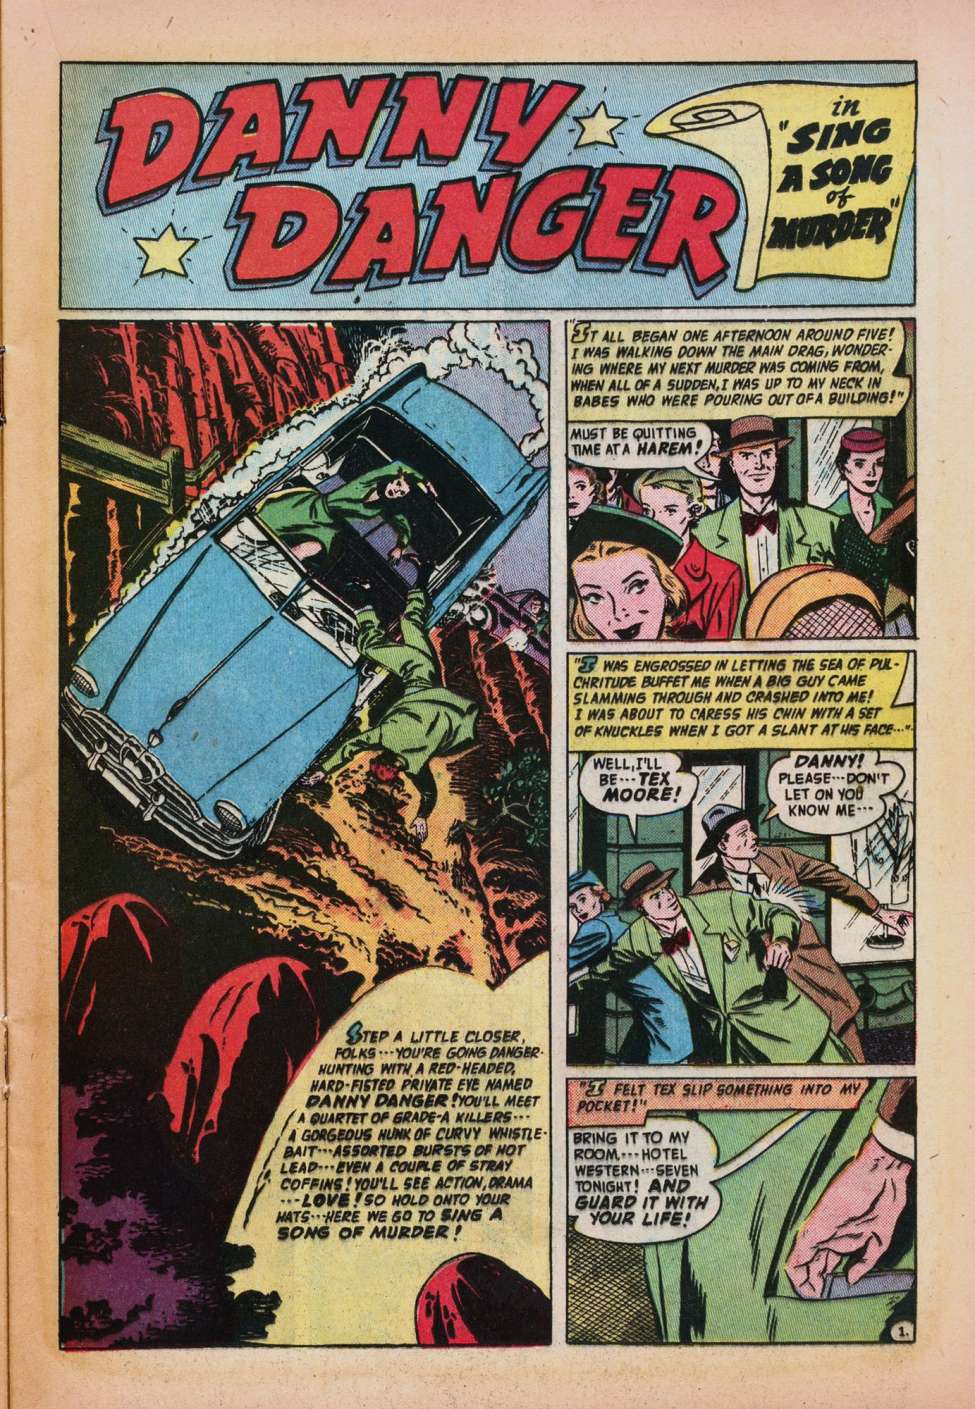 DANNY
DANGER
in
"SING
A SONG
of
MURDER"
STEP A LITTLE CLOSER,
FOLKS---YOU'RE GOING DANGER-
HUNTING WITH A RED-HEADED,
HARD-FISTED PRIVATE EYE NAMED
DANNY DANGER! YOU'LL MEET
A QUARTET OF GRADE-A KILLERS---
A GORGEOUS HUNK OF CURVY WHISTLE-
BAIT---ASSORTED BURSTS OF HOT
LEAD---EVEN A COUPLE OF STRAY
COFFINS! YOU'LL SEE ACTION, DRAMA
---LOVE! SO HOLD ONTO YOUR
HATS---HERE WE GO TO SING A
SONG OF MURDER!
"IT ALL BEGAN ONE AFTERNOON AROUND FIVE!
I WAS WALKING DOWN THE MAIN DRAG, WONDER-
ING WHERE MY NEXT MURDER WAS COMING FROM,
WHEN ALL OF A SUDDEN, I WAS UP TO MY NECK IN
BABES WHO WERE POURING OUT OF A BUILDING!"
MUST BE QUITTING
TIME AT A HAREM!
"I WAS ENGROSSED IN LETTING THE SEA OF PUL-
CHRITUDE BUFFET ME WHEN A BIG GUY CAME
SLAMMING THROUGH AND CRASHED INTO ME!
I WAS ABOUT TO CARESS HIS CHIN WITH A SET
OF KNUCKLES WHEN I GOT A SLANT AT HIS FACE---"
WELL, I'LL
BE---TEX
MOORE!
DANNY!
PLEASE---DON'T
LET ON YOU
KNOW ME---
"I FELT TEX SLIP SOMETHING INTO MY
POCKET!"
BRING IT TO MY
ROOM---HOTEL
WESTERN---SEVEN
TONIGHT! AND
GUARD IT WITH
YOUR LIFE!
1.